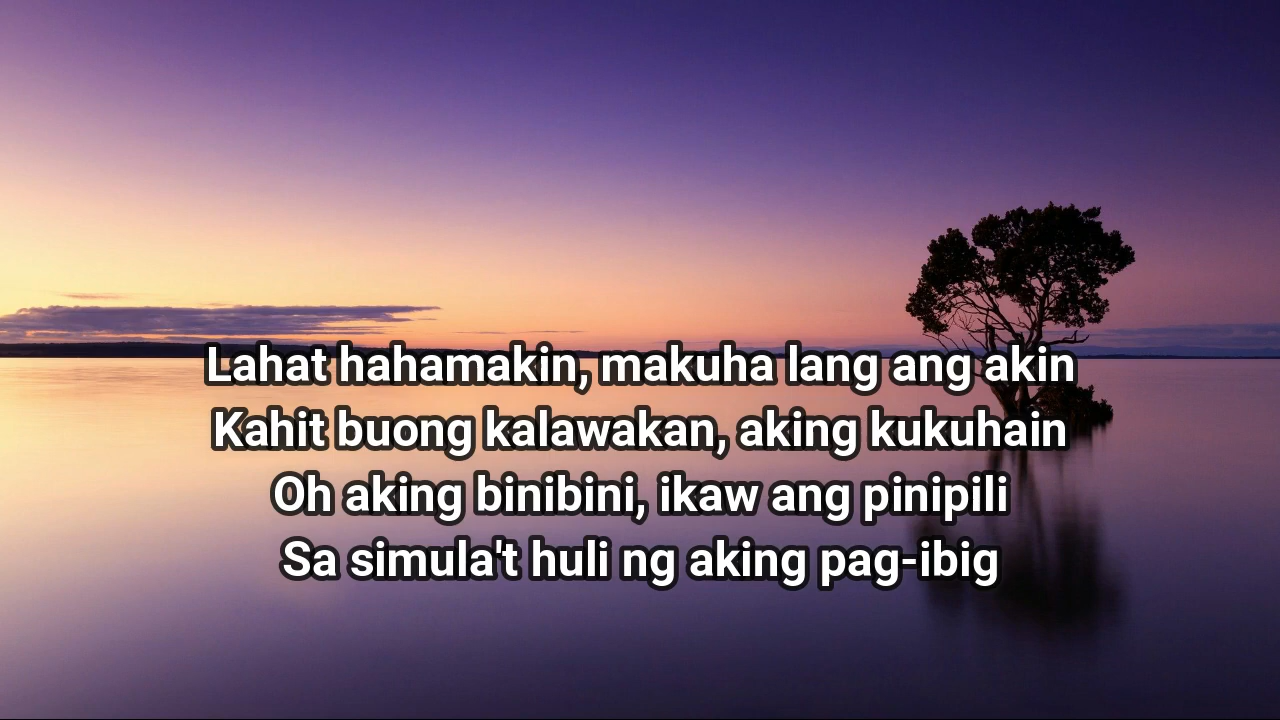 Lahat hahamakin, makuha lang ang akin
Kahit buong kalawakan, aking kukuhain
Oh aking binibini, ikaw ang pinipili
Sa simula't huli ng aking pag-ibig